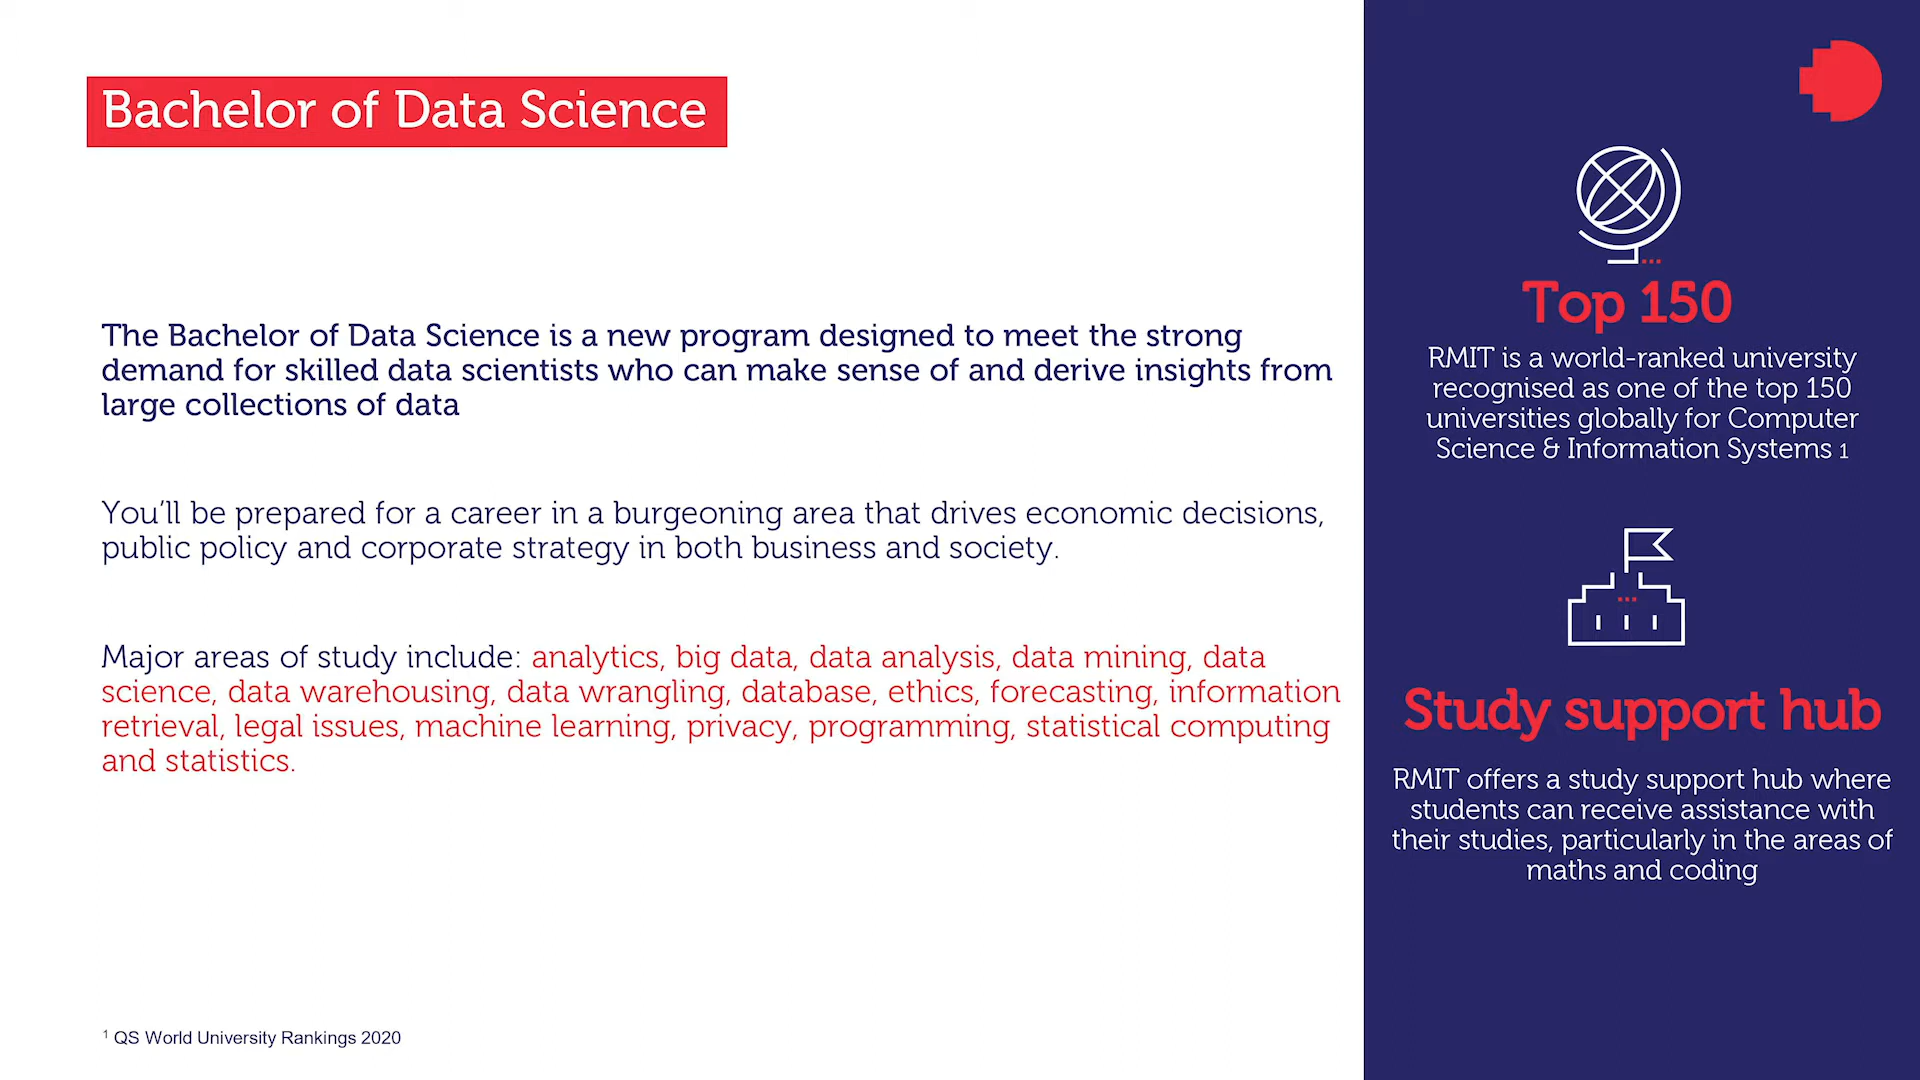 Bachelor of Data Science
The Bachelor of Data Science is a new program designed to meet the strong
demand for skilled data scientists who can make sense of and derive insights from
large collections of data
You’ll be prepared for a career in a burgeoning area that drives economic decisions,
public policy and corporate strategy in both business and society.
Major areas of study include: analytics, big data, data analysis, data mining, data
science, data warehousing, data wrangling, database, ethics, forecasting, information
retrieval, legal issues, machine learning, privacy, programming, statistical computing
and statistics.
1 QS World University Rankings 2020
Top 150
RMIT is a world-ranked university
recognised as one of the top 150
universities globally for Computer
Science & Information Systems 1
Study support hub
RMIT offers a study support hub where
students can receive assistance with
their studies, particularly in the areas of
maths and coding